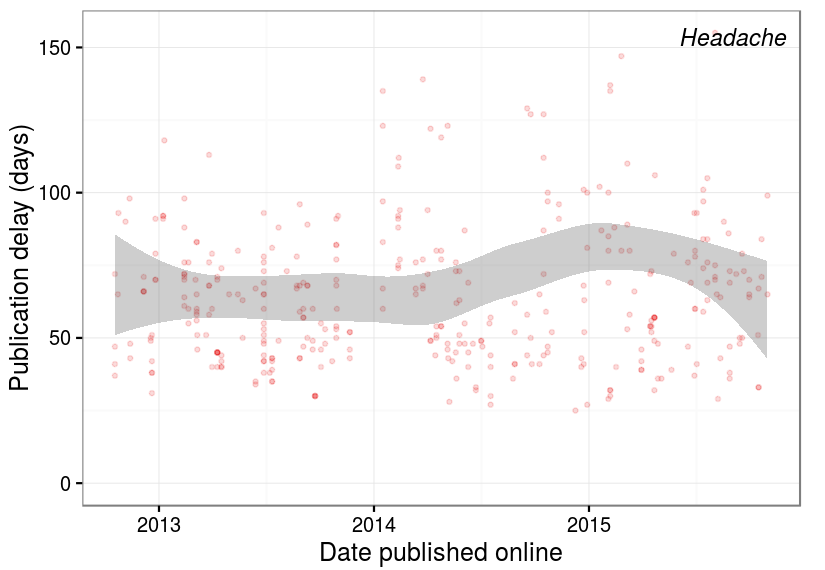 Headache
150
100
50
0
Publication delay (days)
2013 2014 2015
Date published online